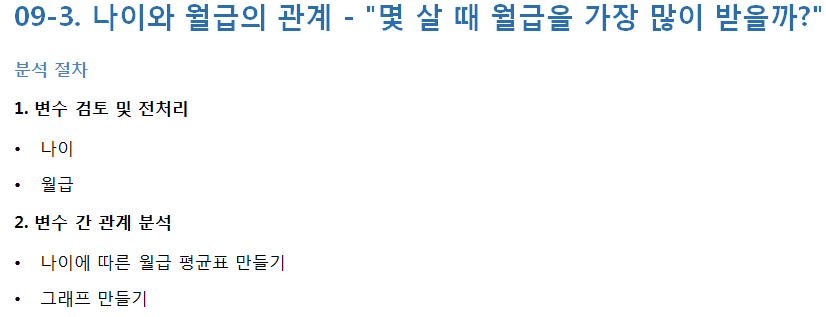 09-3. 나이와 월급의 관계 - "몇 살 때 월급을 가장 많이 받을까?"
분석 절차
1. 변수 검토 및 전처리
• 나이
• 월급
2. 변수 간 관계 분석
• 나이에 따른 월급 평균표 만들기
• 그래프 만들기